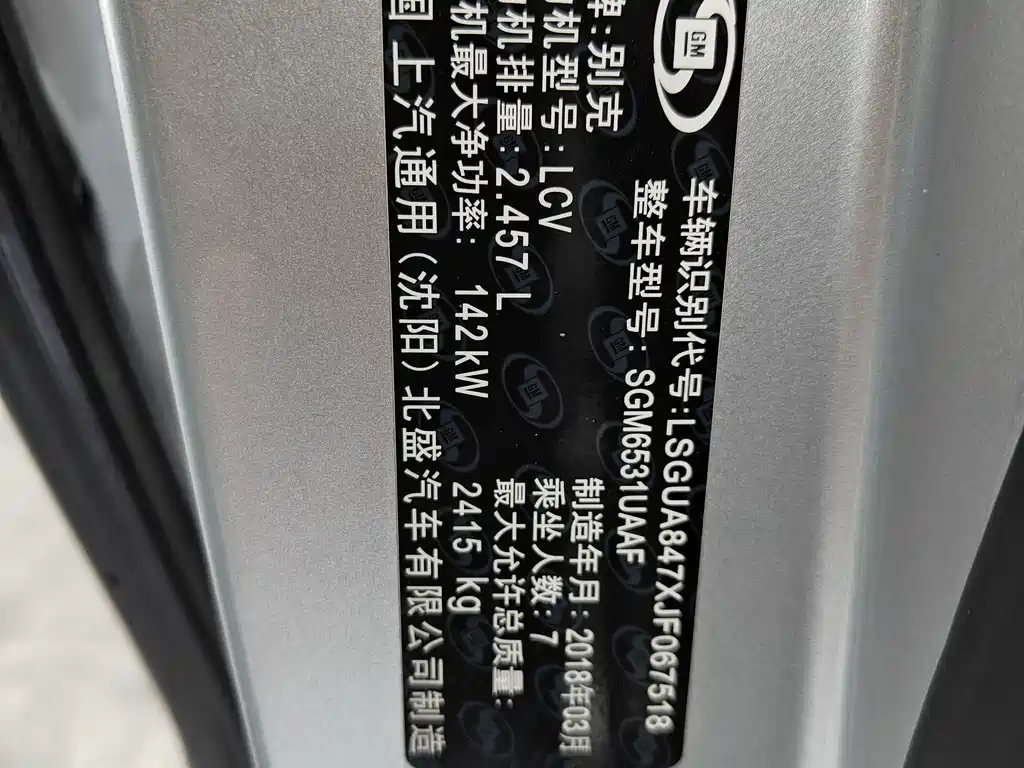 GM
车辆识别代号:LSGUA847XJF067518
整车型号:SGM6531UAAF
牌:别克
制造年月:2018年03月
机型号:LCV
乘坐人数:7
机排量:2.457L
最大允许总质量:
机最大净功率: 142kW
2415 kg
国上汽通用(沈阳)北盛汽车有限公司制造